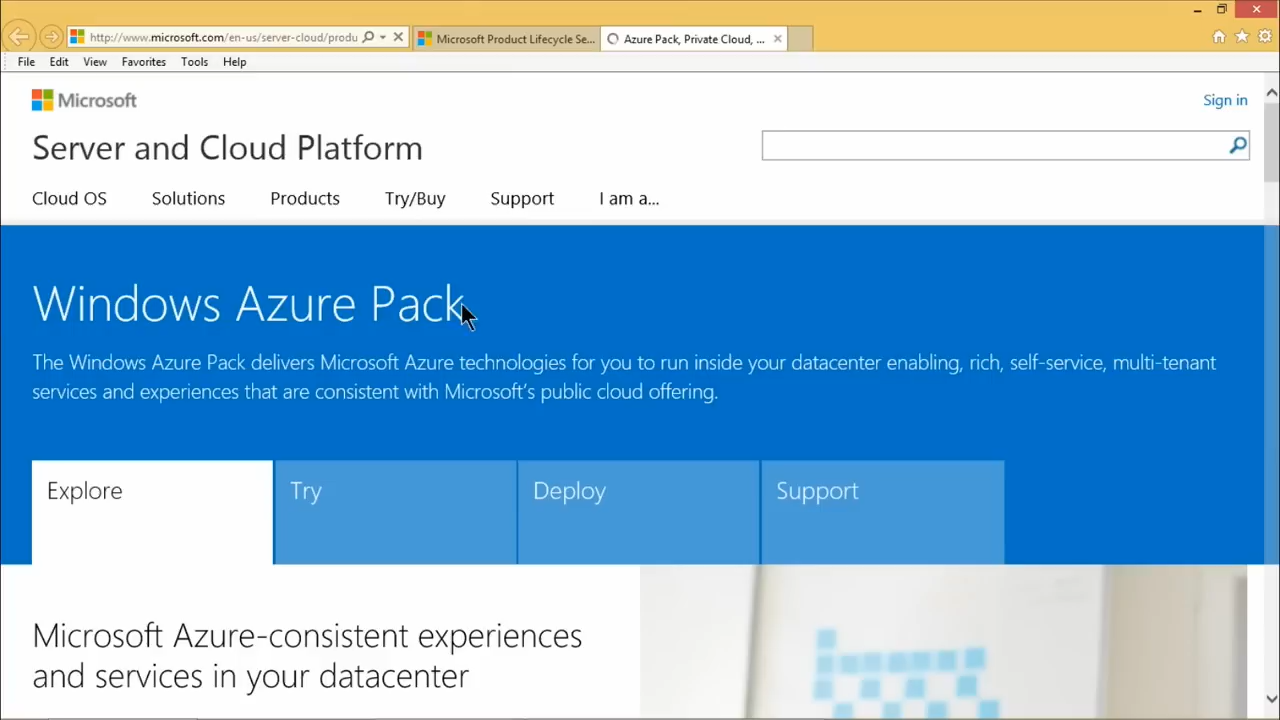 http://www.microsoft.com/en-us/server-cloud/produ
Microsoft Product Lifecycle Se...
Azure Pack, Private Cloud, ...
File Edit View Favorites Tools Help
Microsoft
Sign in
Server and Cloud Platform
Cloud OS Solutions Products Try/Buy Support I am a...
Windows Azure Pack
The Windows Azure Pack delivers Microsoft Azure technologies for you to run inside your datacenter enabling, rich, self-service, multi-tenant
services and experiences that are consistent with Microsoft's public cloud offering.
Explore Try Deploy Support
Microsoft Azure-consistent experiences
and services in your datacenter